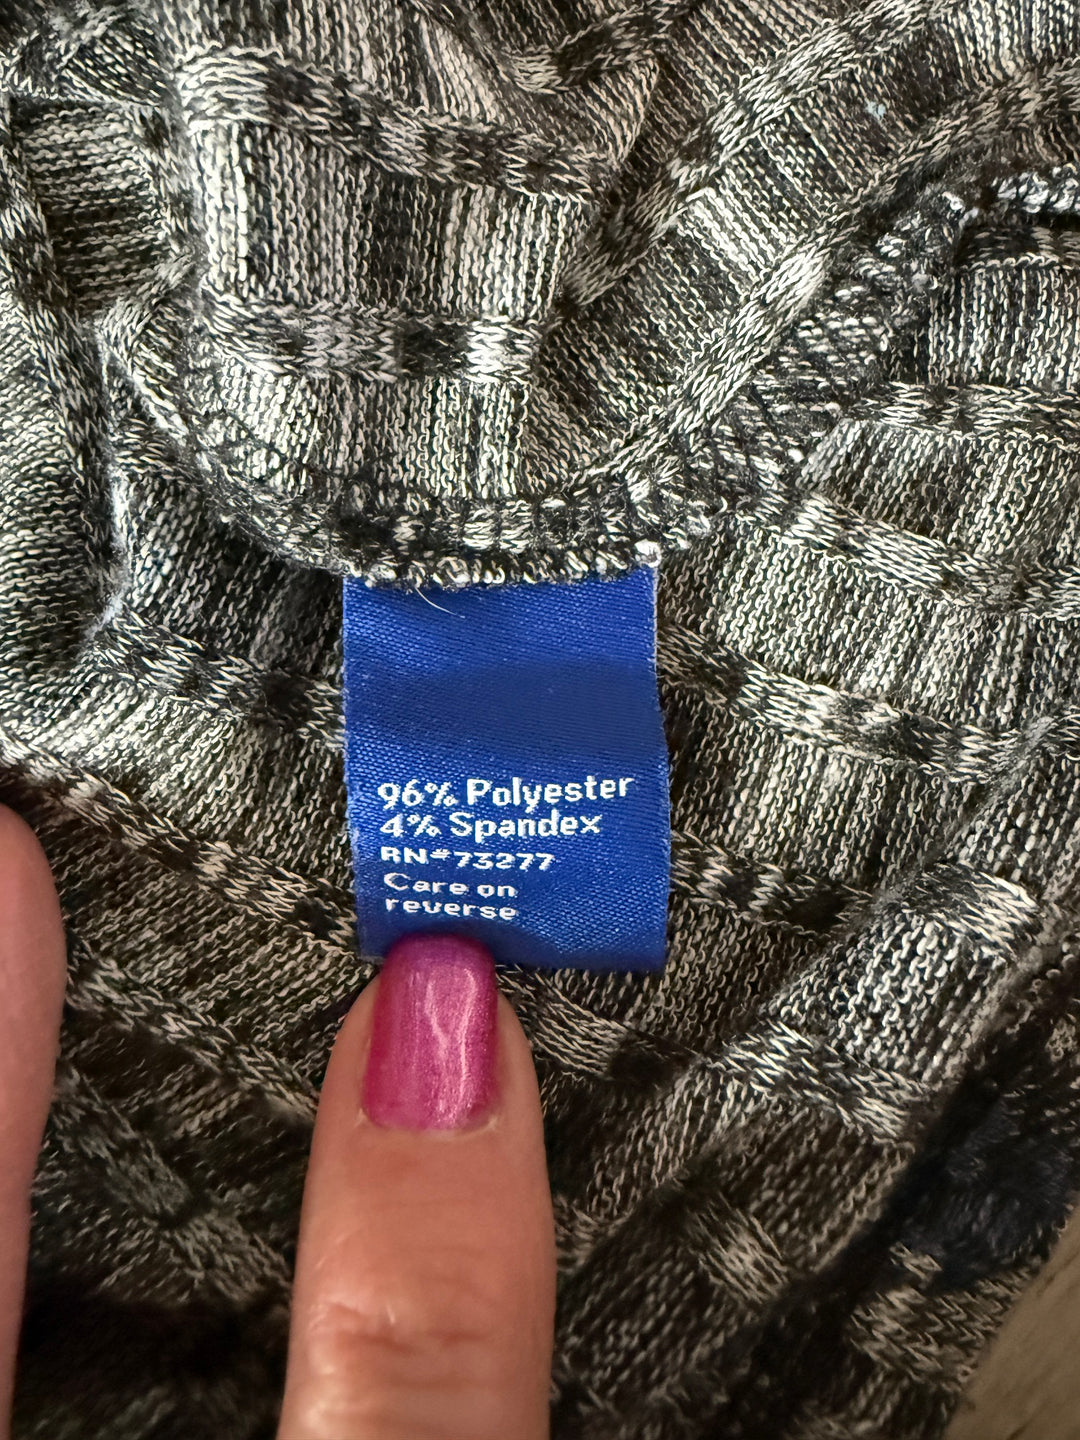 96% Polyester
4% Spandex
RN#73277
Care on
reverse